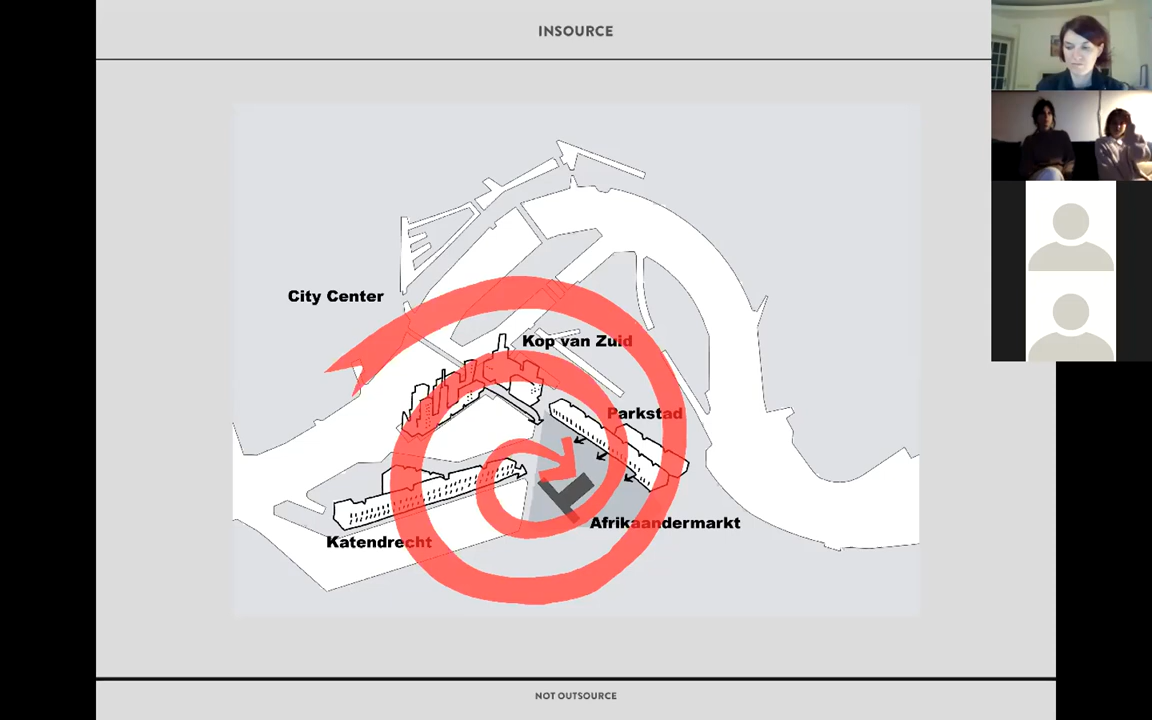 INSOURCE
City Center
Kop van Zuid
Parkstad
Afrikaandermarkt
Katendrecht
NOT OUTSOURCE